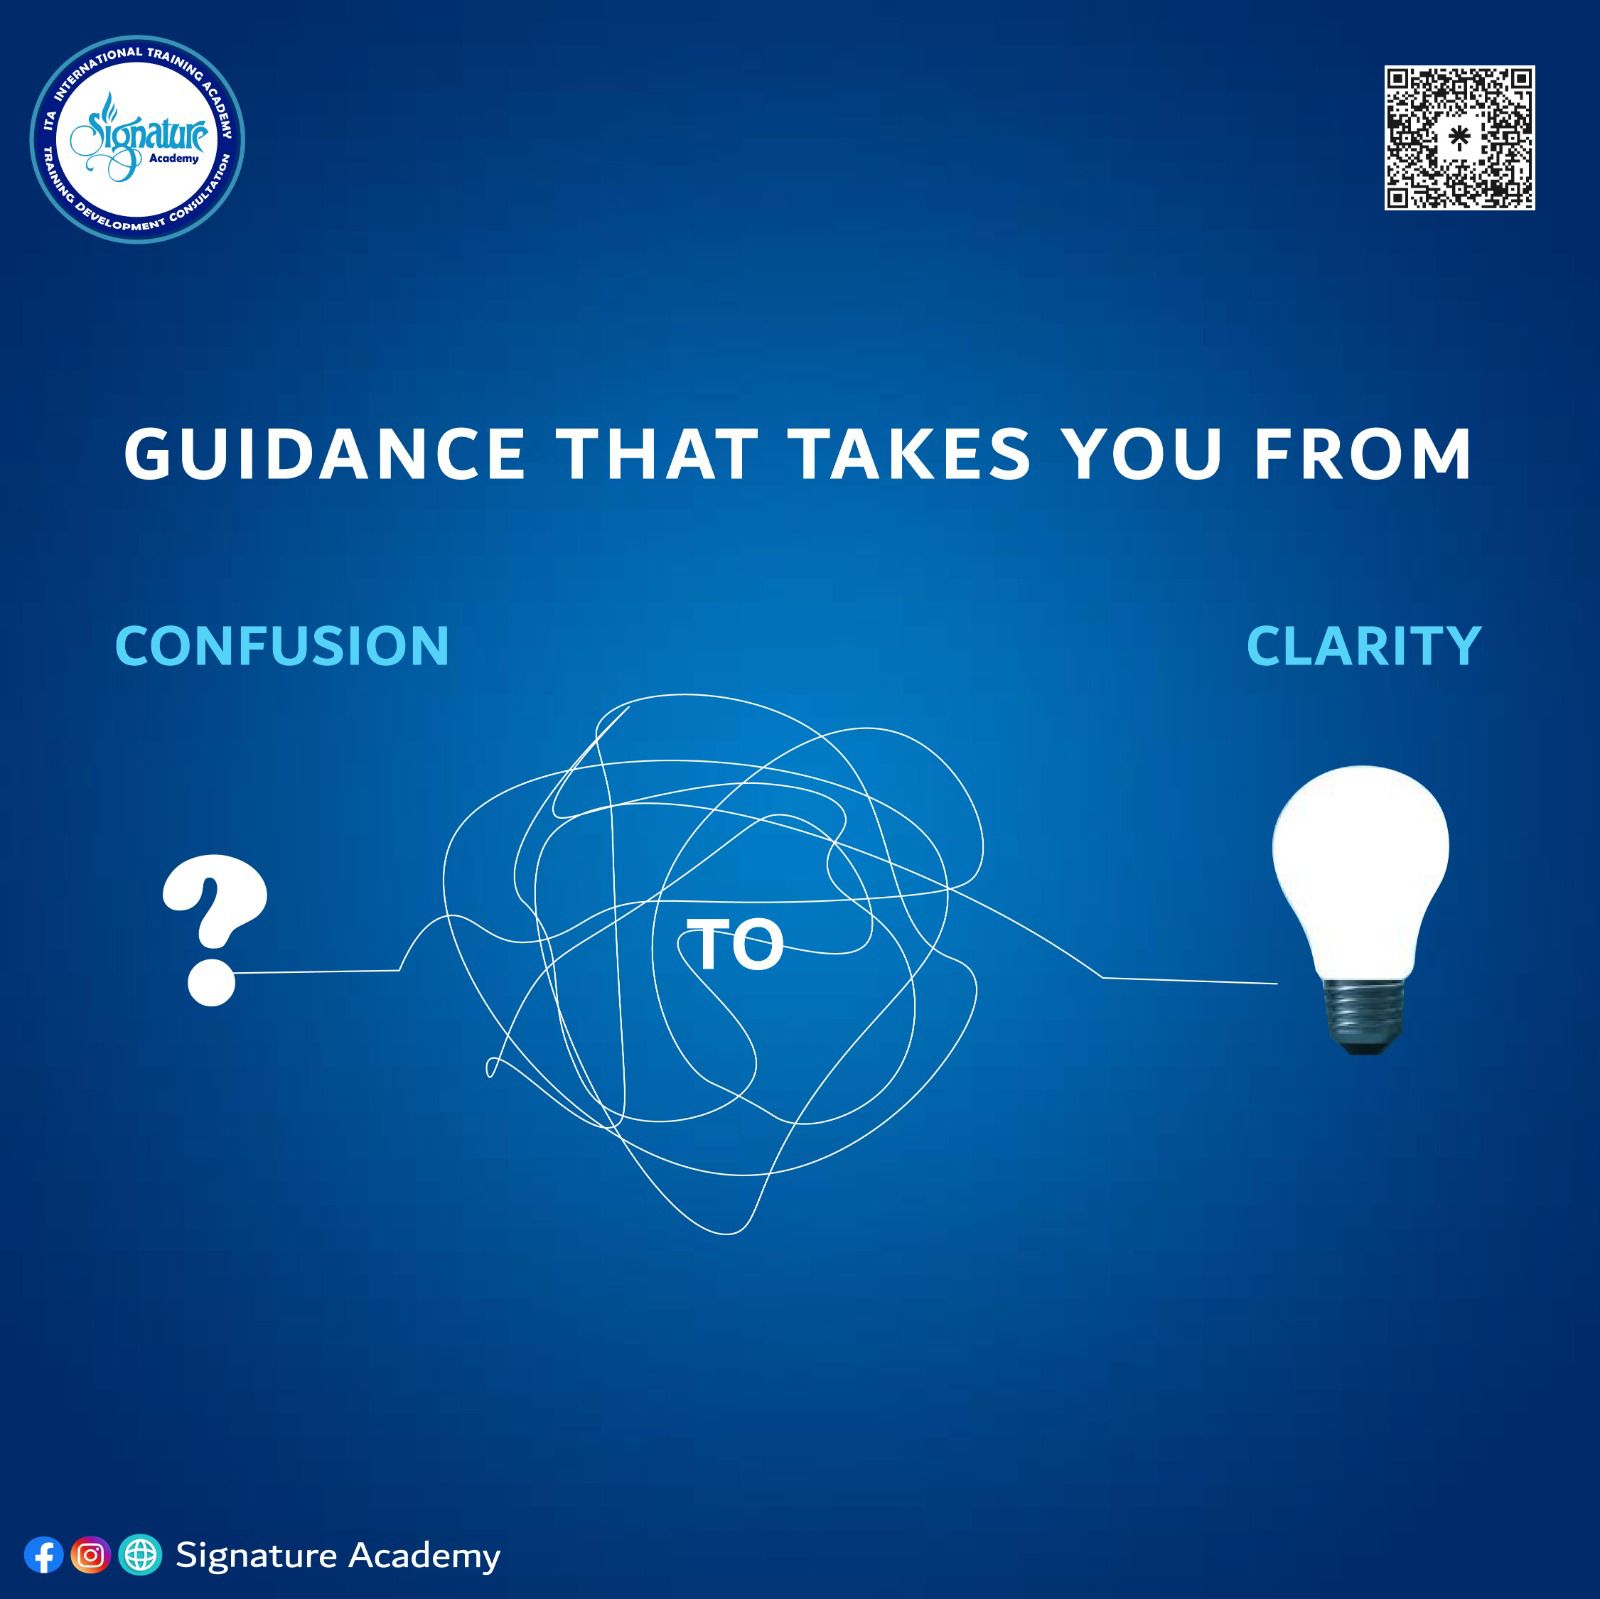 ITA INTERNATIONAL TRAINING ACADEMY
Signature
Academy
TRAINING DEVELOPMENT CONSULTATION
GUIDANCE THAT TAKES YOU FROM
CONFUSION
CLARITY
?
TO
Signature Academy